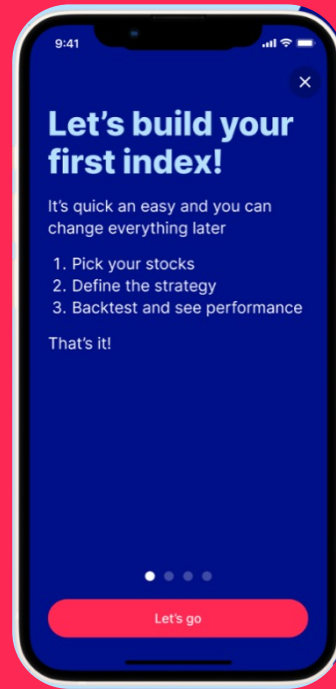 9:41
Let's build your
first index!
It's quick an easy and you can
change everything later
1. Pick your stocks
2. Define the strategy
3. Backtest and see performance
That's it!
Let's go